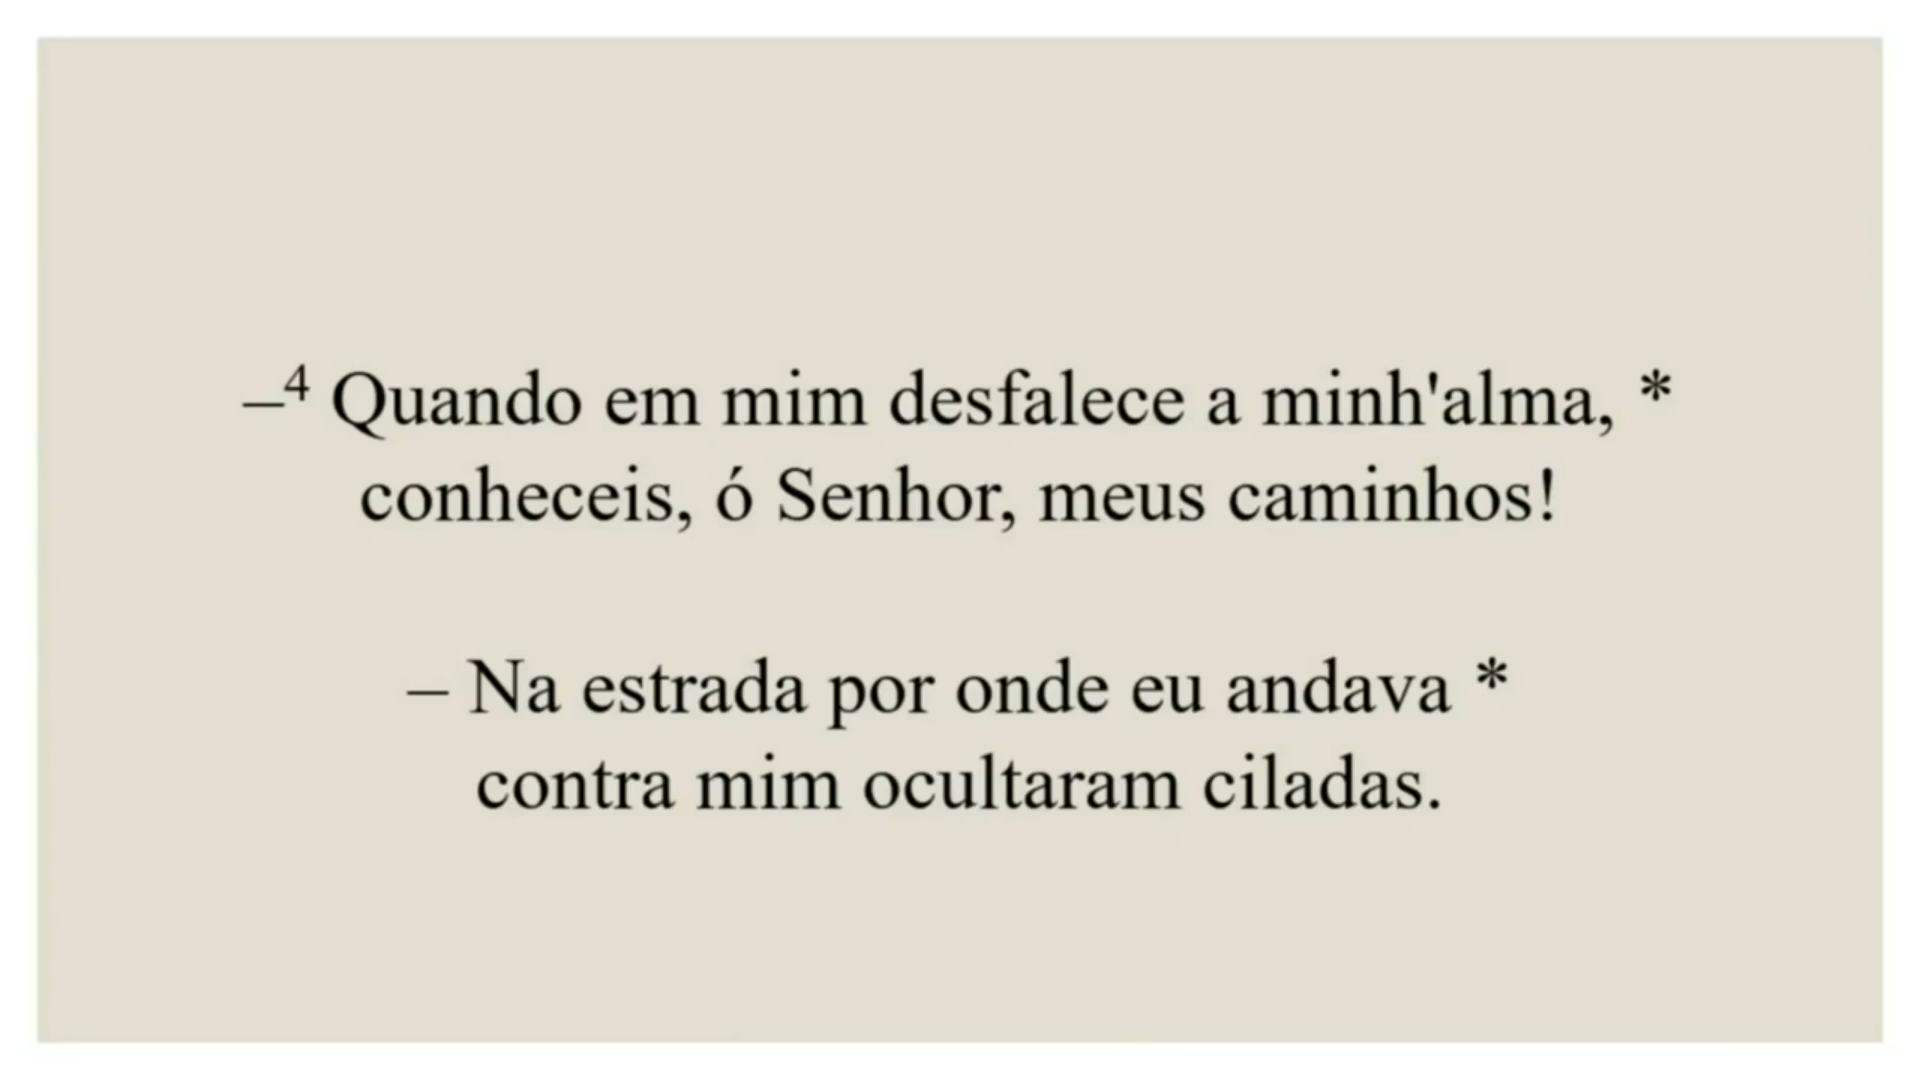 –⁴ Quando em mim desfalece a minh'alma, *
conheceis, ó Senhor, meus caminhos!
– Na estrada por onde eu andava *
contra mim ocultaram ciladas.